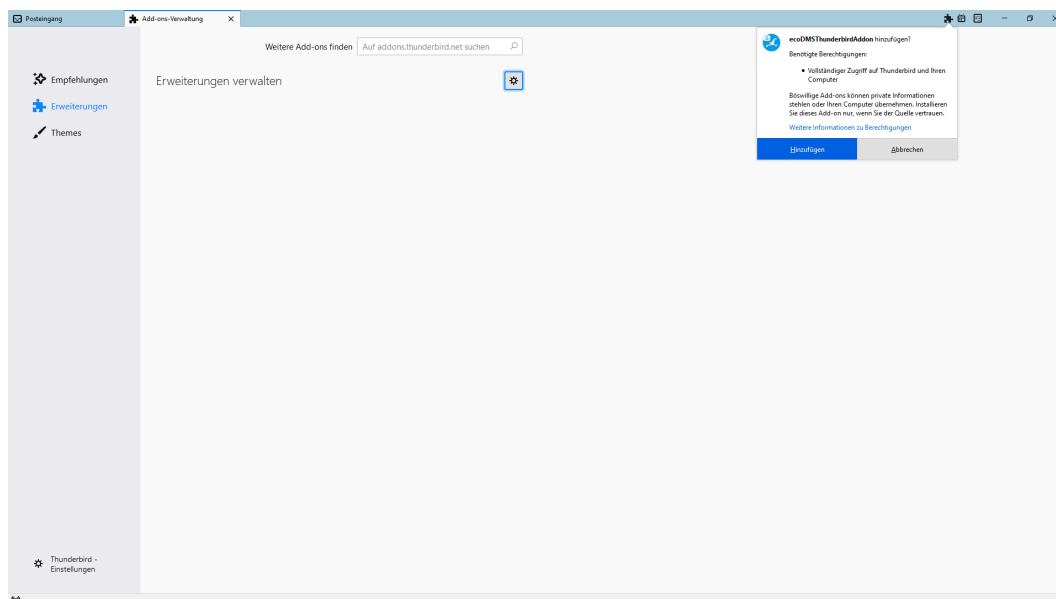 Posteingang
Add-ons-Verwaltung
Weitere Add-ons finden
Auf addons.thunderbird.net suchen
Empfehlungen
Erweiterungen
Themes
Erweiterungen verwalten
ecoDMSThunderbirdAddon hinzufügen?
Benötigte Berechtigungen:
• Vollständiger Zugriff auf Thunderbird und Ihren
Computer
Böswillige Add-ons können private Informationen
stehlen oder Ihren Computer übernehmen. Installieren
Sie dieses Add-on nur, wenn Sie der Quelle vertrauen.
Weitere Informationen zu Berechtigungen
Hinzufügen
Abbrechen
Thunderbird -
Einstellungen